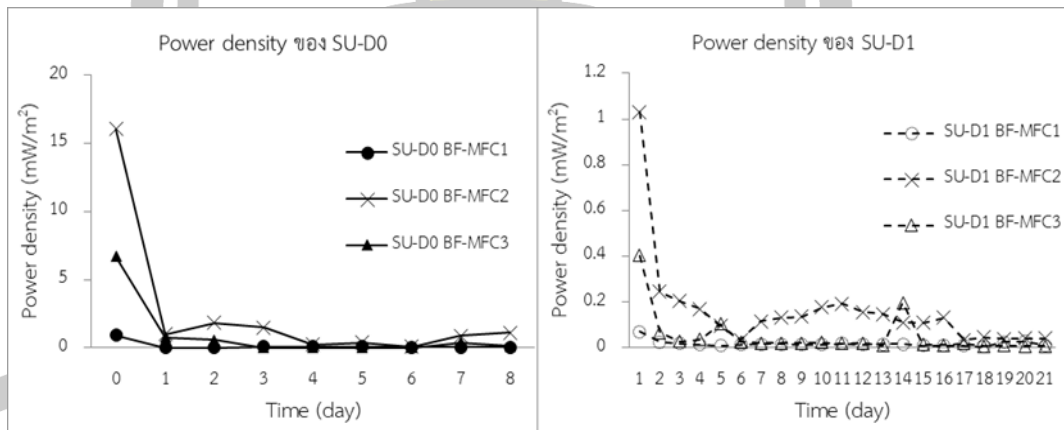 Power density ของ SU-D0
Power density (mW/m²)
20
15
10
5
0
0 1 2 3 4 5 6 7 8
Time (day)
SU-D0 BF-MFC1
SU-D0 BF-MFC2
SU-D0 BF-MFC3
Power density ของ SU-D1
Power density (mW/m²)
1.2
1
0.8
0.6
0.4
0.2
0
1 2 3 4 5 6 7 8 9 10 11 12 13 14 15 16 17 18 19 20 21
Time (day)
SU-D1 BF-MFC1
SU-D1 BF-MFC2
SU-D1 BF-MFC3